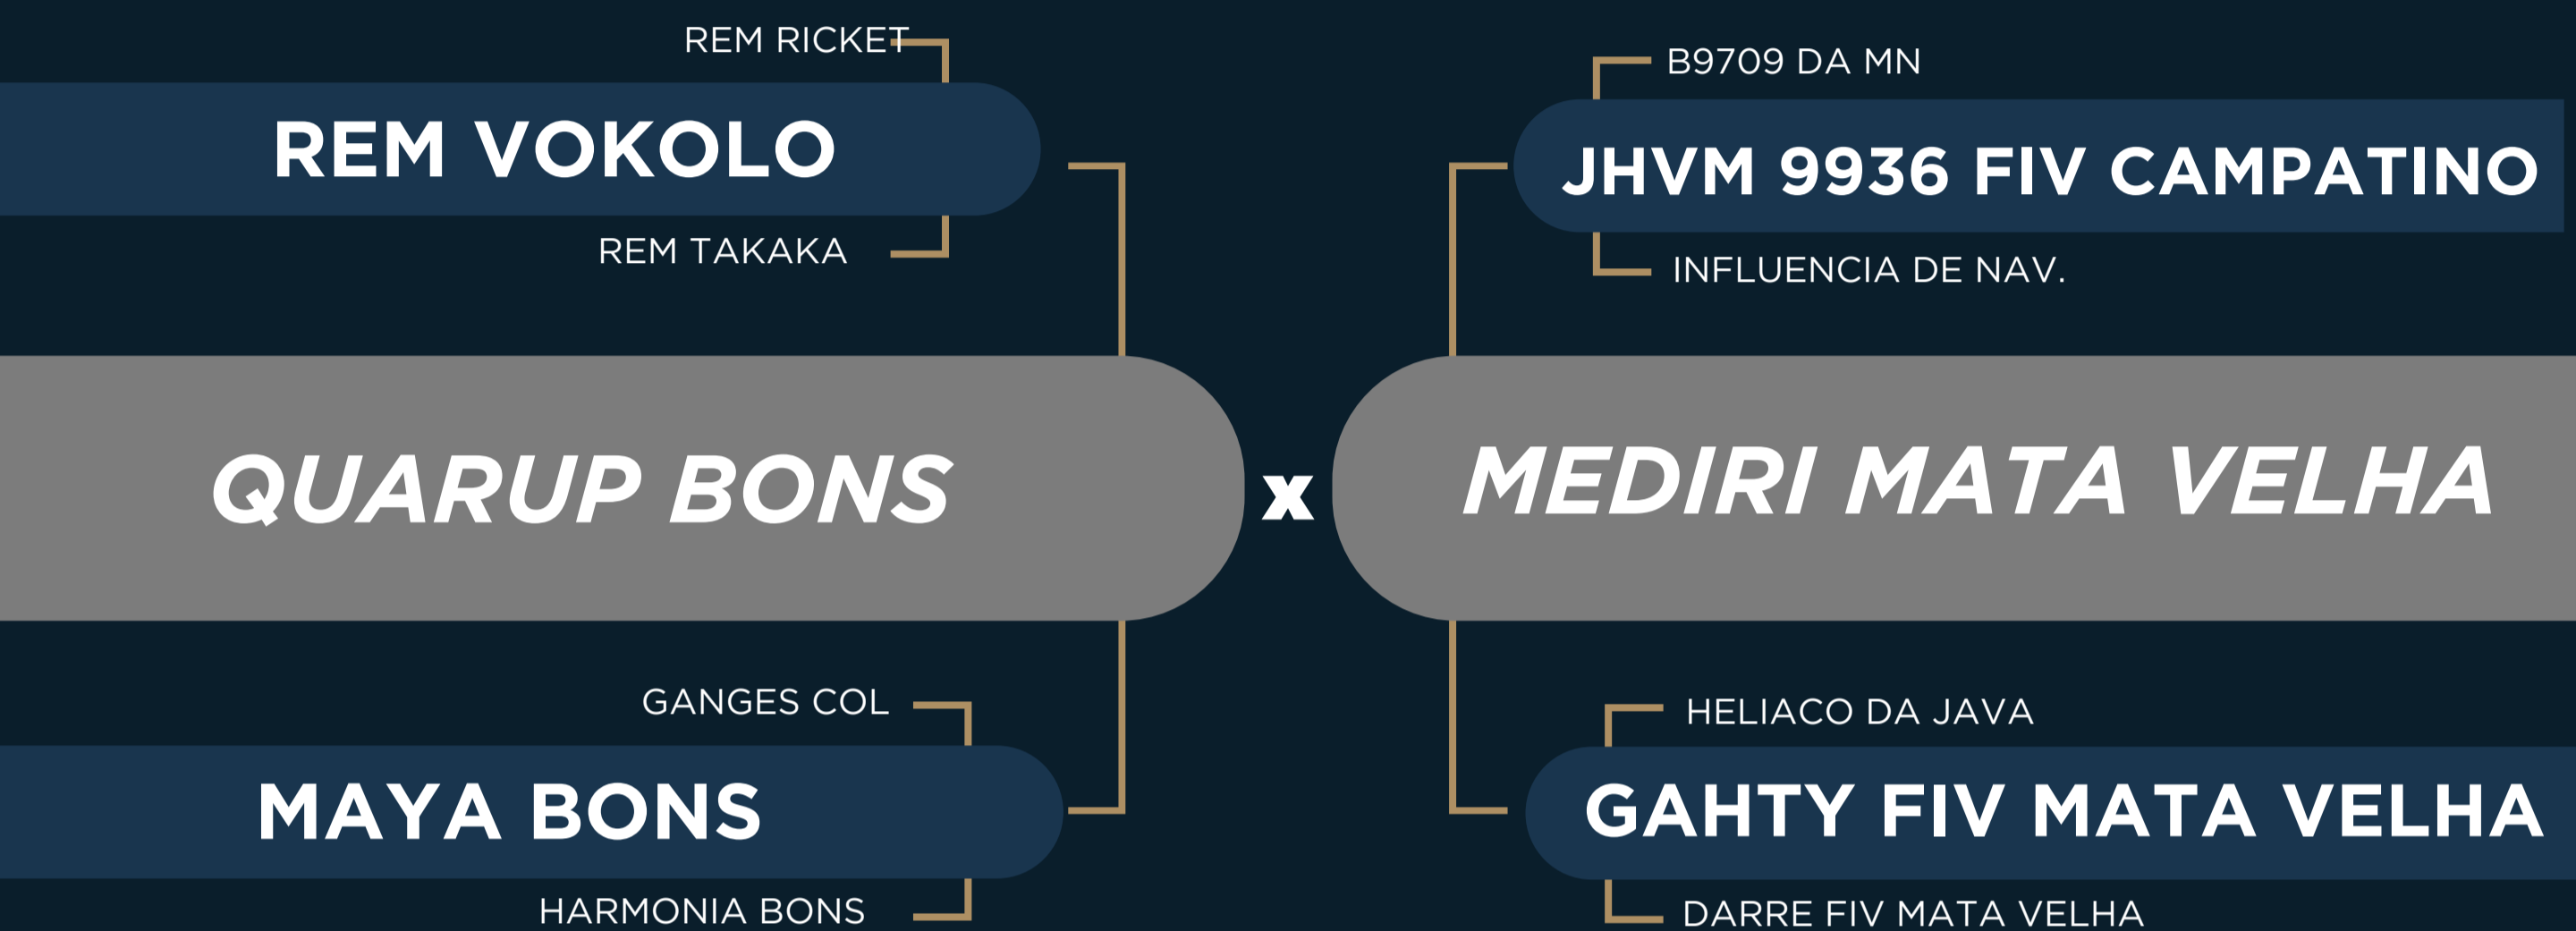 REM RICKET
REM VOKOLO
REM TAKAKA
QUARUP BONS
GANGES COL
MAYA BONS
HARMONIA BONS
x
B9709 DA MN
JHVM 9936 FIV CAMPATINO
INFLUENCIA DE NAV.
MEDIRI MATA VELHA
HELIACO DA JAVA
GAHTY FIV MATA VELHA
DARRE FIV MATA VELHA